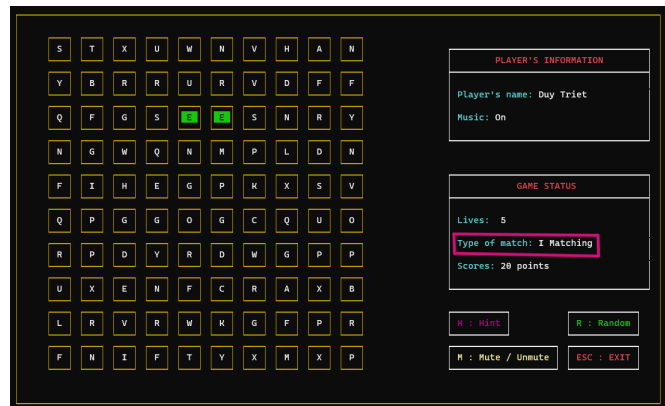 S T X U W N V H A N
Y B R R U R V D F F
Q F G S E E S N R Y
N G W Q N M P L D N
F I H E G P K X S V
Q P G G O G C Q U O
R P D Y R D W G P P
U X E N F C R A X B
L R V R W K G F P R
F N I F T Y X M X P
PLAYER'S INFORMATION
Player's name: Duy Triet
Music: On
GAME STATUS
Lives: 5
Type of match: I Matching
Scores: 20 points
H : Hint
R : Random
M : Mute / Unmute
ESC : EXIT